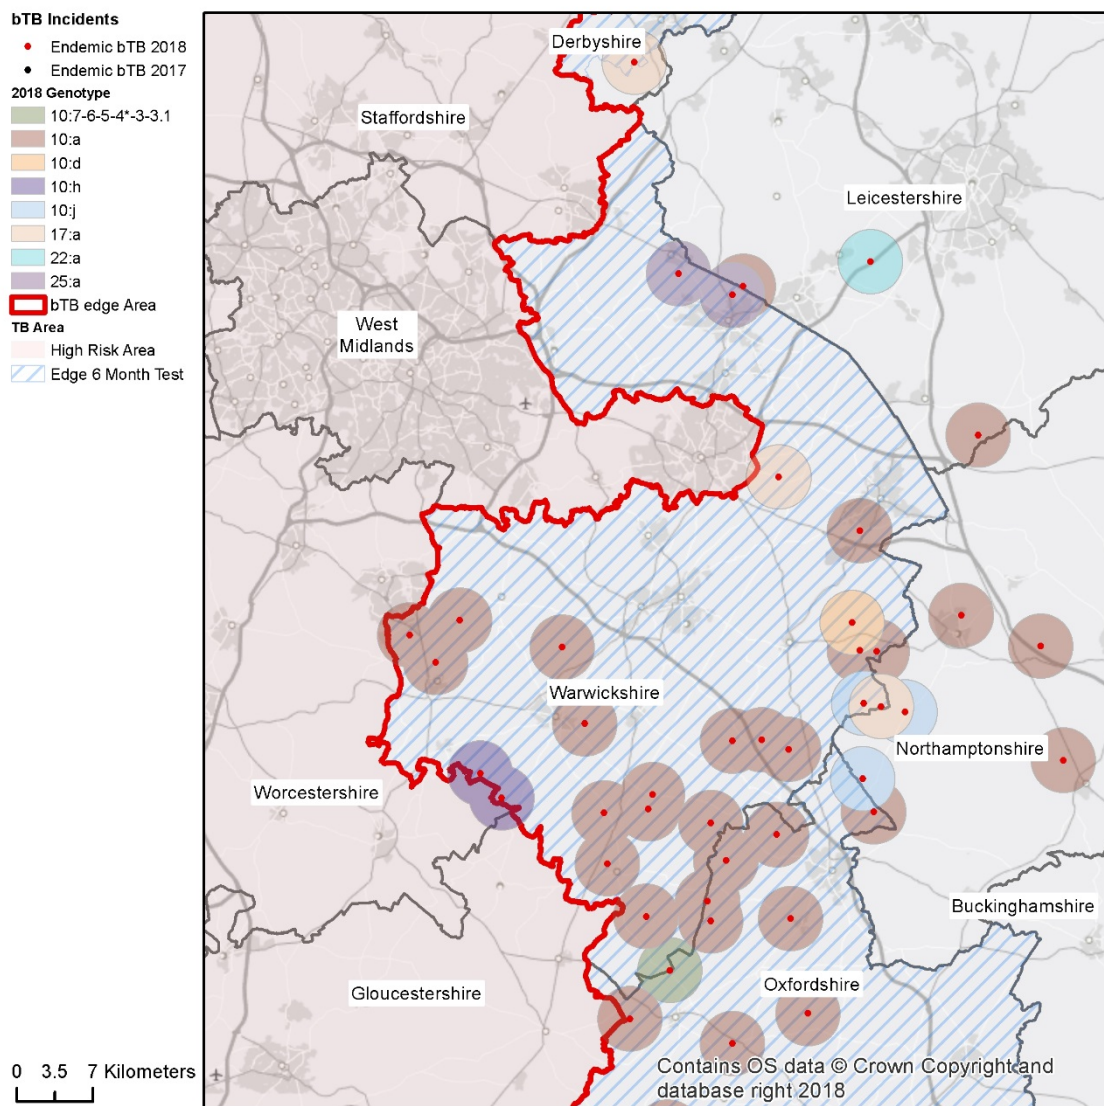 bTB Incidents
Endemic bTB 2018
Endemic bTB 2017
2018 Genotype
10:7-6-5-4*-3-3.1
10:a
10:d
10:h
10:j
17:a
22:a
25:a
bTB edge Area
TB Area
High Risk Area
Edge 6 Month Test
Derbyshire
Staffordshire
Leicestershire
West
Midlands
Warwickshire
Northamptonshire
Worcestershire
Buckinghamshire
Gloucestershire
Oxfordshire
0 3.5 7 Kilometers
Contains OS data © Crown Copyright and
database right 2018